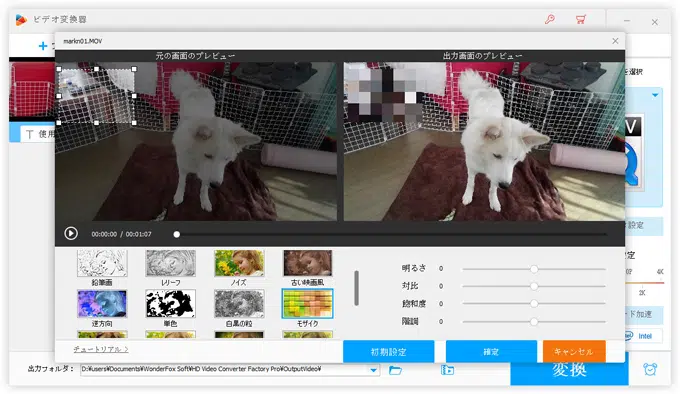 ビデオ変換器
markn01.MOV
元の画面のプレビュー
出力画面のプレビュー
を選択
V
使用
00:00:00 / 00:01:07
鉛筆画
レリーフ
ノイズ
古い映画風
逆方向
単色
白黒の粒
モザイク
明るさ 0
対比 0
飽和度 0
階調 0
設定
定
4K
2K
ド加速
Intel
チュートリアル
初期設定
確定
キャンセル
出力フォルダ:
D:¥users¥Documents¥WonderFox Soft¥HD Video Converter Factory Pro¥OutputVideo¥
変換